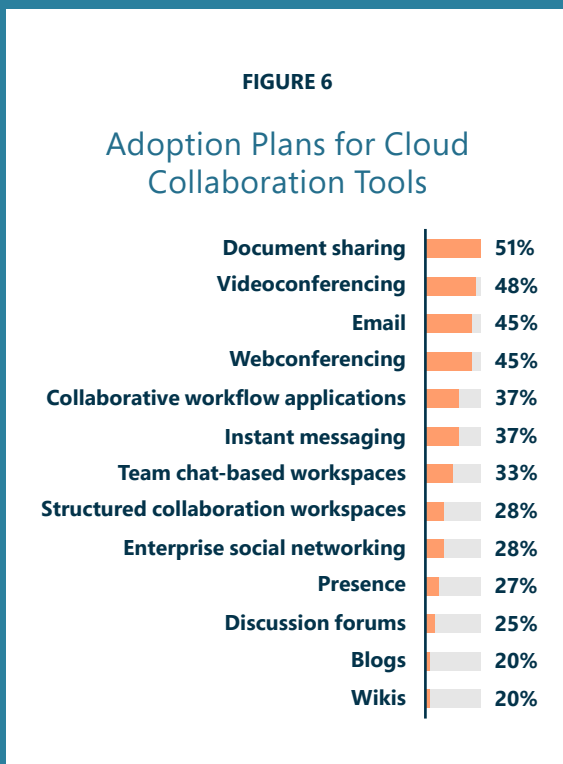 FIGURE 6
Adoption Plans for Cloud
Collaboration Tools
Document sharing 51%
Videoconferencing 48%
Email 45%
Webconferencing 45%
Collaborative workflow applications 37%
Instant messaging 37%
Team chat-based workspaces 33%
Structured collaboration workspaces 28%
Enterprise social networking 28%
Presence 27%
Discussion forums 25%
Blogs 20%
Wikis 20%